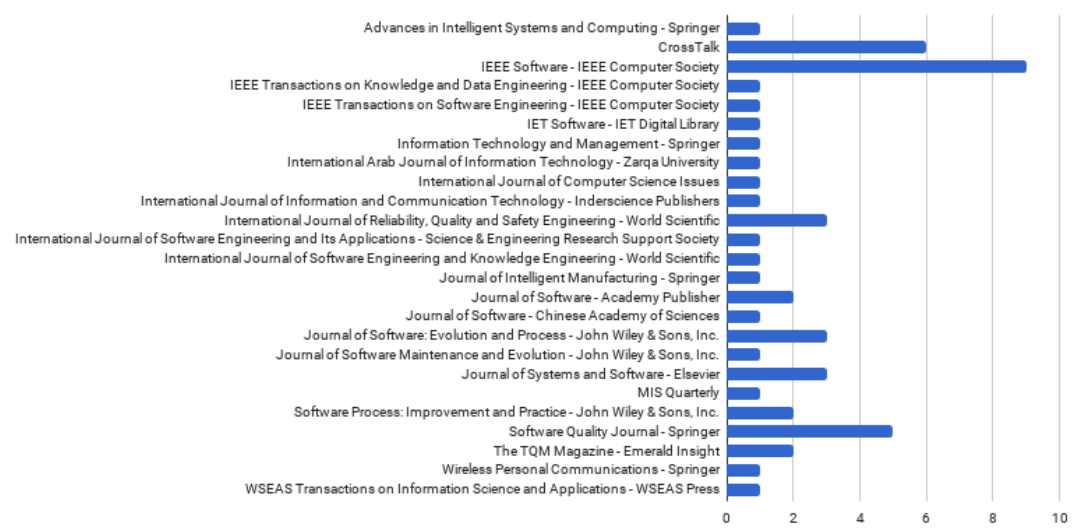 Advances in Intelligent Systems and Computing - Springer
CrossTalk
IEEE Software - IEEE Computer Society
IEEE Transactions on Knowledge and Data Engineering - IEEE Computer Society
IEEE Transactions on Software Engineering - IEEE Computer Society
IET Software - IET Digital Library
Information Technology and Management - Springer
International Arab Journal of Information Technology - Zarqa University
International Journal of Computer Science Issues
International Journal of Information and Communication Technology - Inderscience Publishers
International Journal of Reliability, Quality and Safety Engineering - World Scientific
International Journal of Software Engineering and Its Applications - Science & Engineering Research Support Society
International Journal of Software Engineering and Knowledge Engineering - World Scientific
Journal of Intelligent Manufacturing - Springer
Journal of Software - Academy Publisher
Journal of Software - Chinese Academy of Sciences
Journal of Software: Evolution and Process - John Wiley & Sons, Inc.
Journal of Software Maintenance and Evolution - John Wiley & Sons, Inc.
Journal of Systems and Software - Elsevier
MIS Quarterly
Software Process: Improvement and Practice - John Wiley & Sons, Inc.
Software Quality Journal - Springer
The TQM Magazine - Emerald Insight
Wireless Personal Communications - Springer
WSEAS Transactions on Information Science and Applications - WSEAS Press
0 2 4 6 8 10